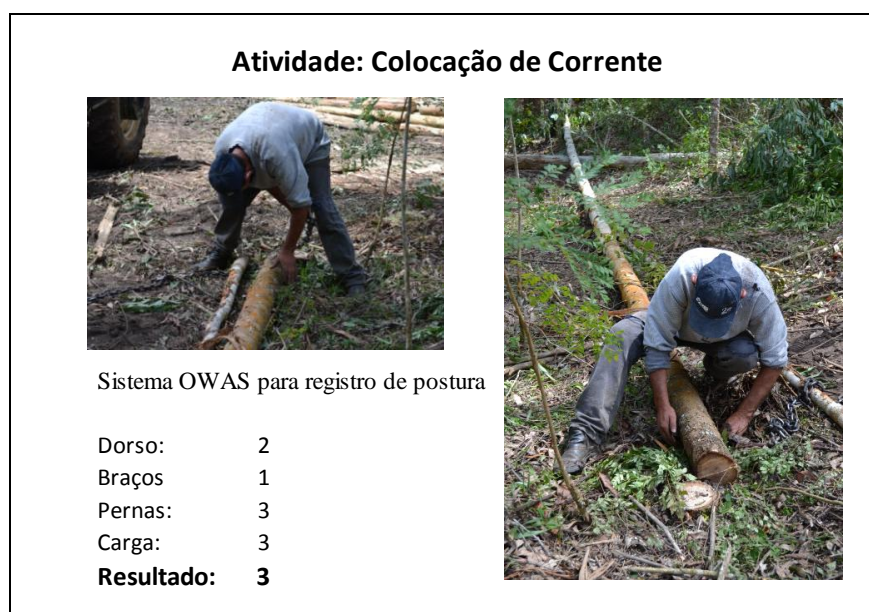 Atividade: Colocação de Corrente
Sistema OWAS para registro de postura
Dorso: 2
Braços 1
Pernas: 3
Carga: 3
Resultado: 3